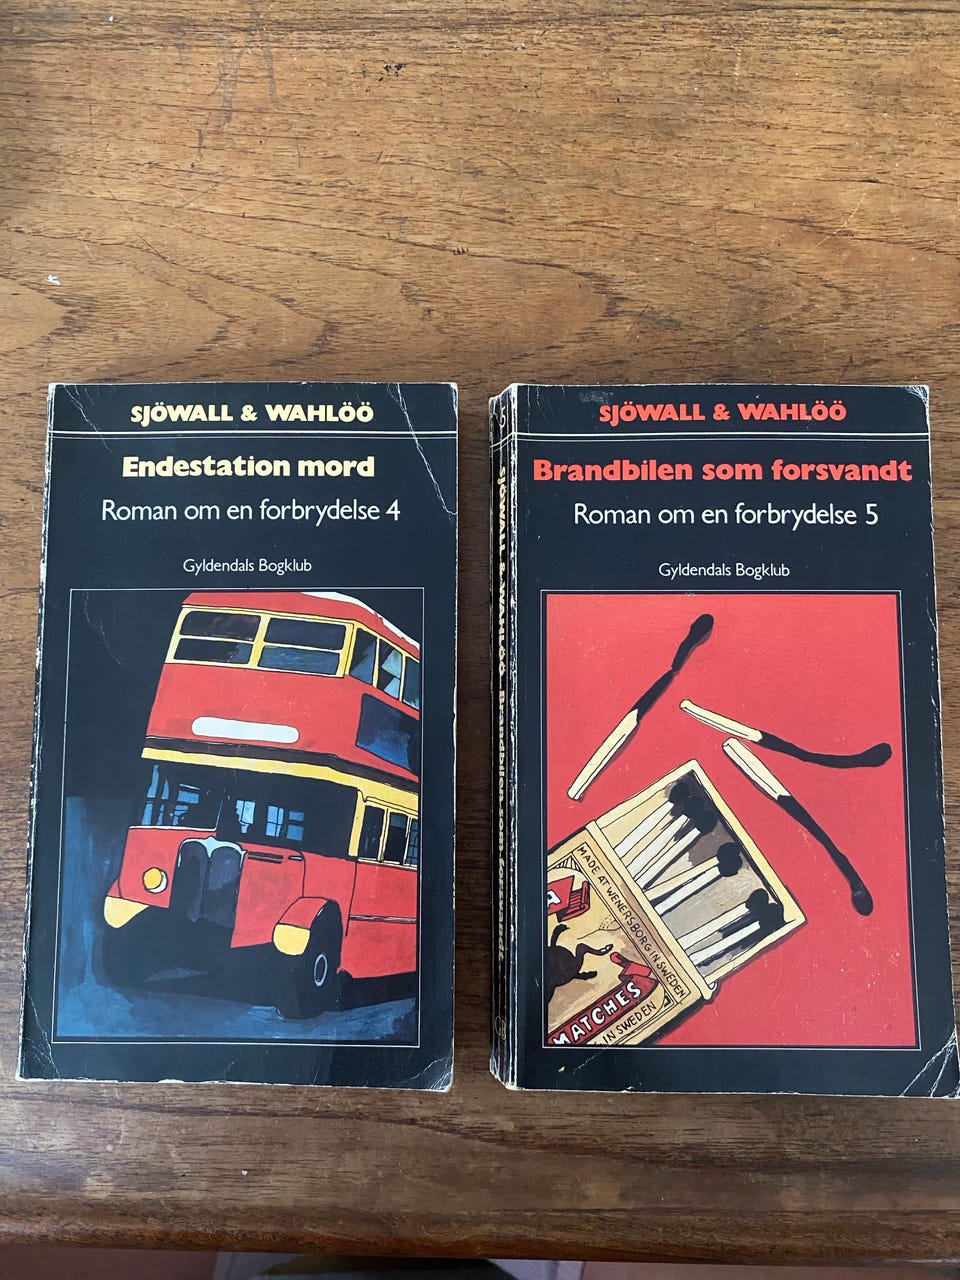 SJÖWALL & WAHLÖÖ
Endestation mord
Roman om en forbrydelse 4
Gyldendals Bogklub
SJÖWALL & WAHLÖÖ
Brandbilen som forsvandt
Roman om en forbrydelse 5
Gyldendals Bogklub
MADE AT WENERSBORG IN SWEDEN
MATCHES
IN SWEDEN
SJÖWALL & WAHLÖÖ Brandbilen som forsvandt